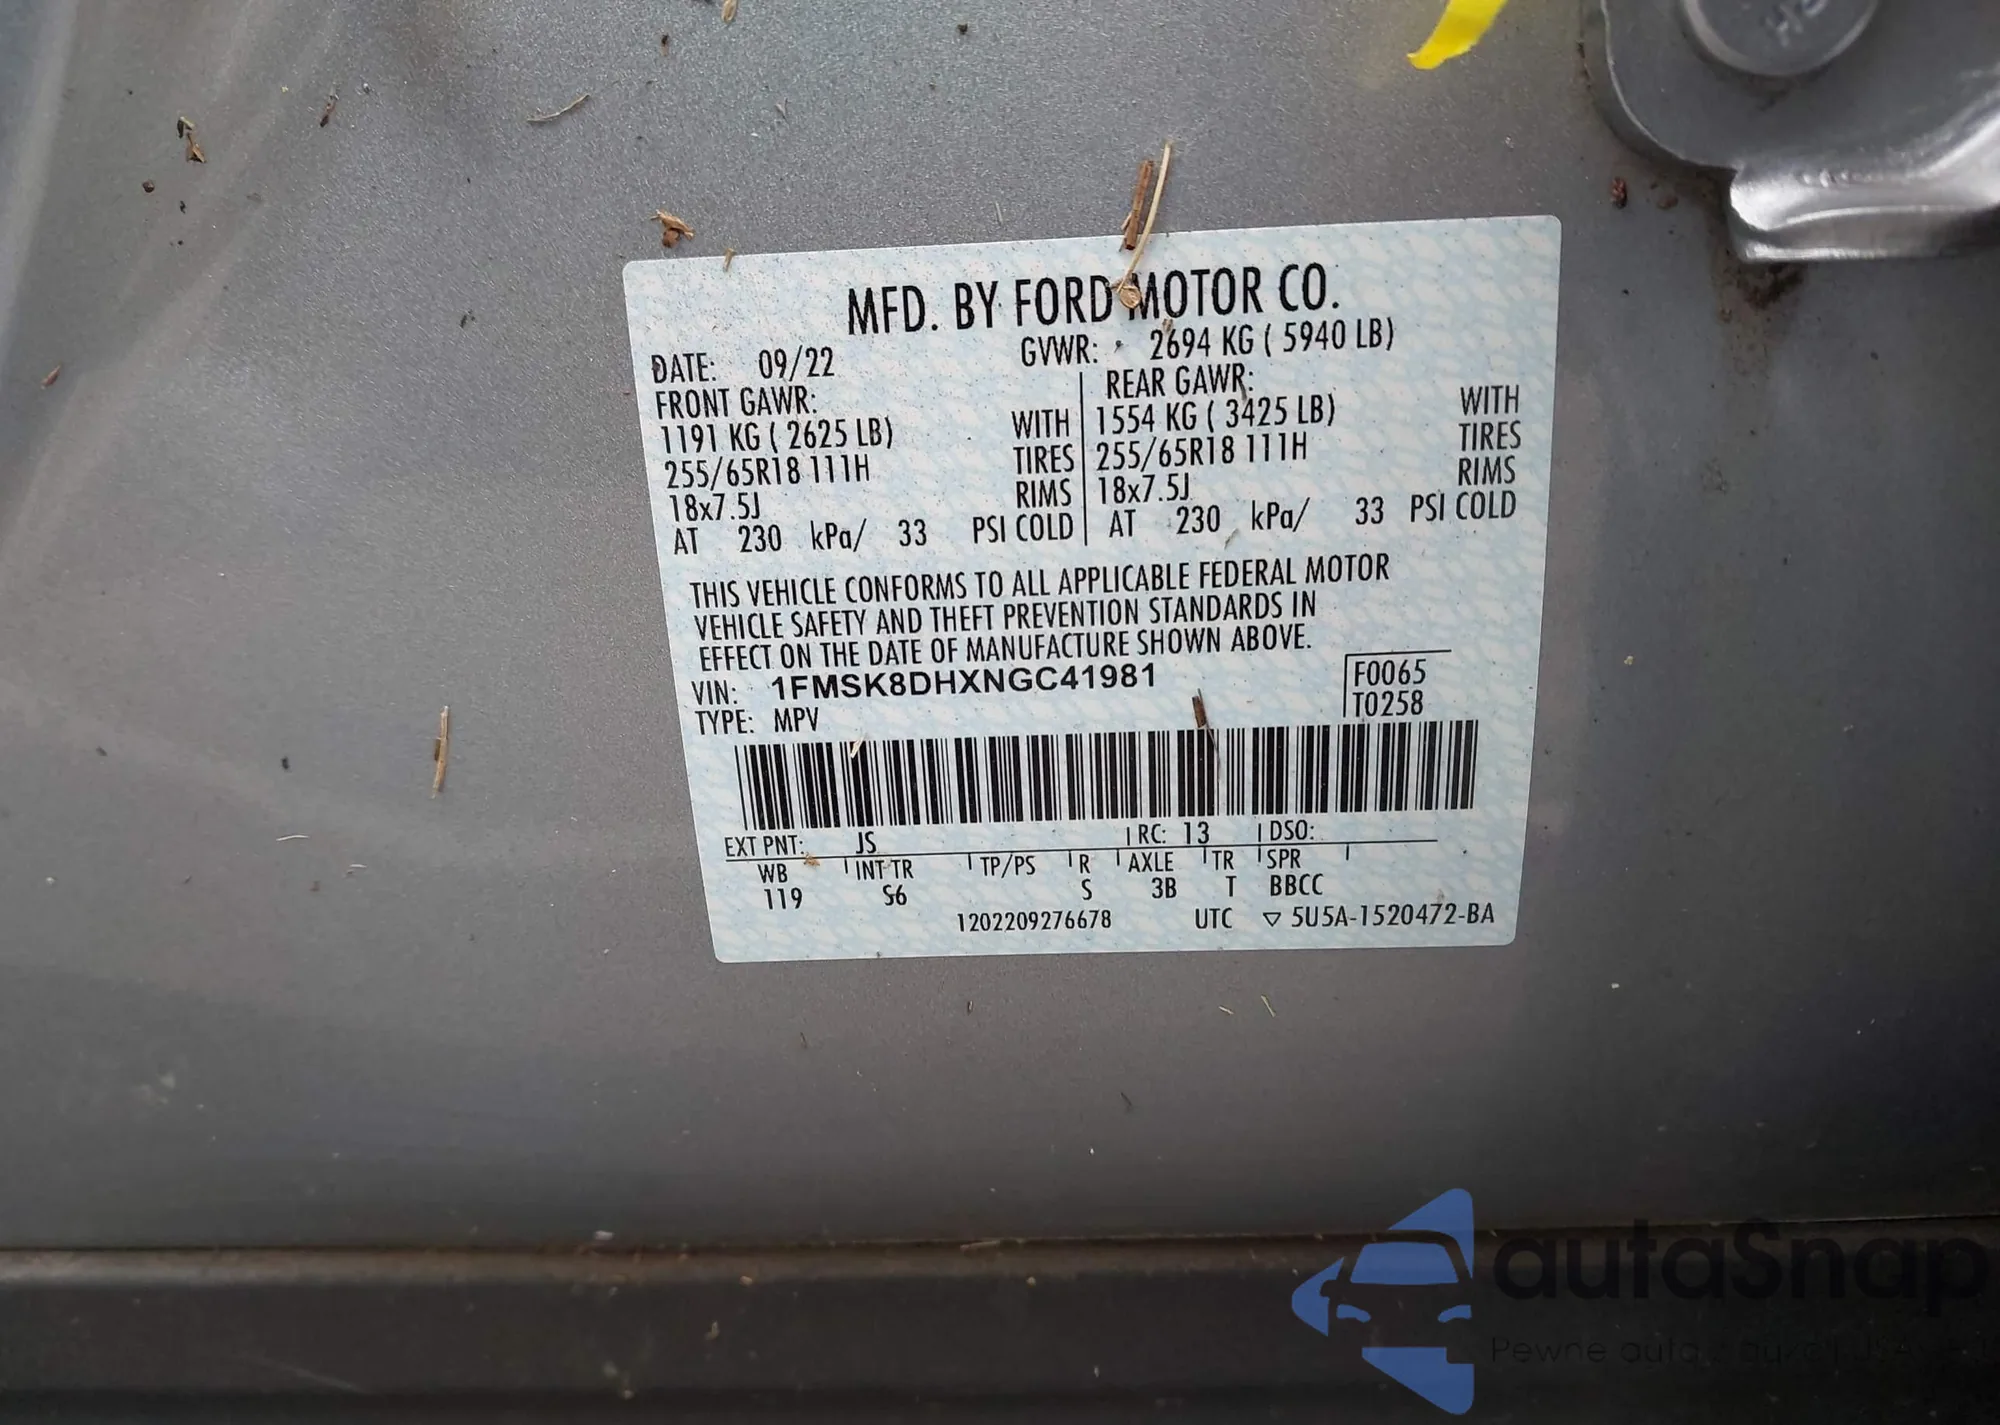 MFD. BY FORD MOTOR CO.
DATE: 09/22 GVWR: 2694 KG ( 5940 LB)
FRONT GAWR: REAR GAWR:
1191 KG ( 2625 LB) WITH 1554 KG ( 3425 LB) WITH
255/65R18 111H TIRES 255/65R18 111H TIRES
18x7.5J RIMS 18x7.5J RIMS
AT 230 kPa/ 33 PSI COLD AT 230 kPa/ 33 PSI COLD
THIS VEHICLE CONFORMS TO ALL APPLICABLE FEDERAL MOTOR
VEHICLE SAFETY AND THEFT PREVENTION STANDARDS IN
EFFECT ON THE DATE OF MANUFACTURE SHOWN ABOVE.
VIN: 1FMSK8DHXNGC41981 F0065
TYPE: MPV T0258
EXT PNT: JS RC: 13 DSO:
WB INT TR TP/PS R AXLE TR SPR
119 S6 S 3B T BBCC
1202209276678 UTC ▽ 5U5A-1520472-BA
autaSnap
Pewne auta z aukcji USA